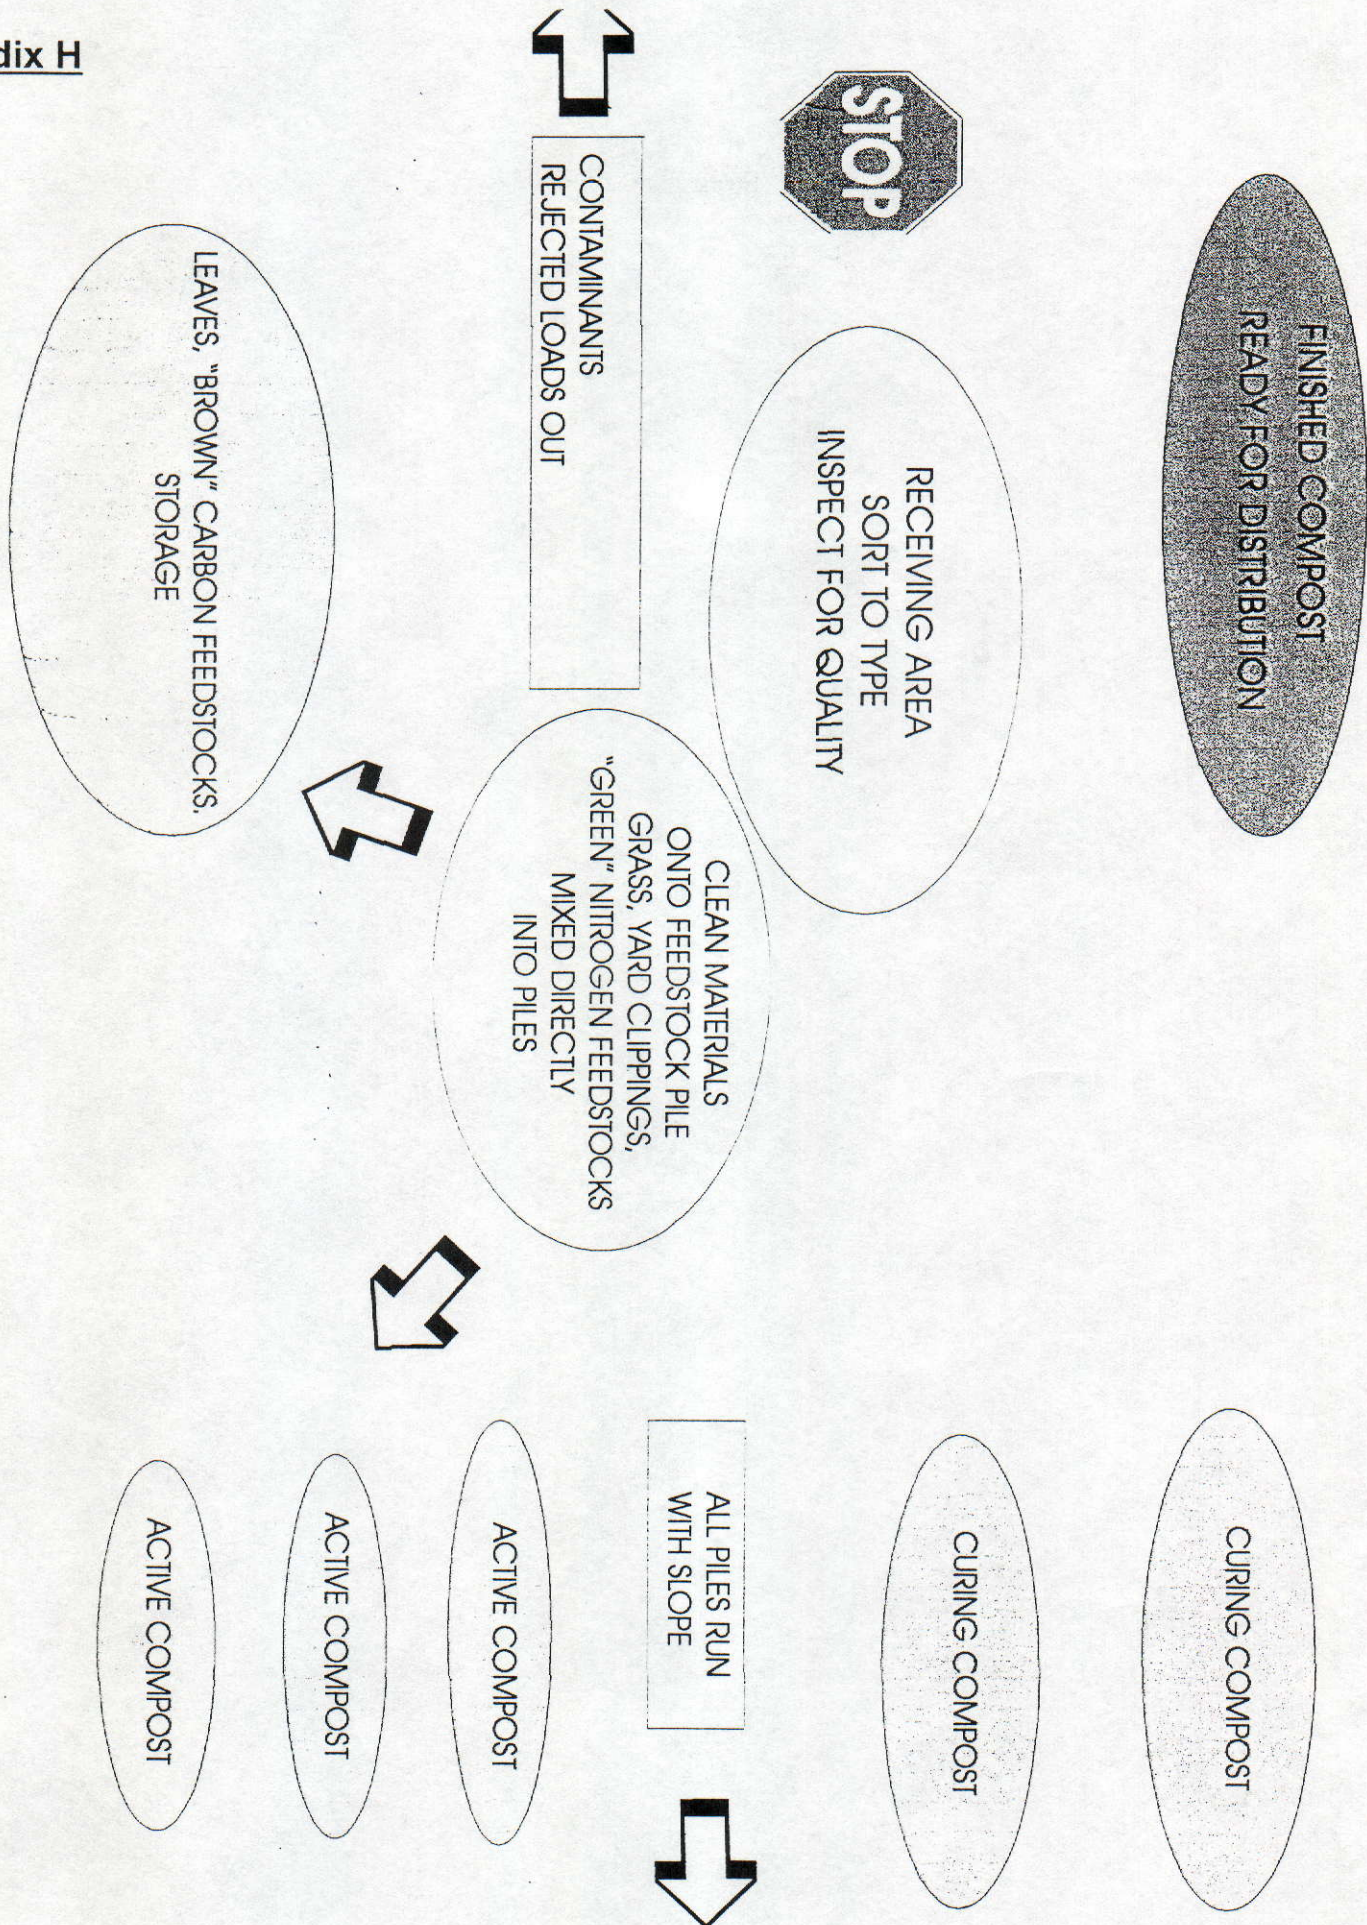 dix H
STOP
FINISHED COMPOST
READY FOR DISTRIBUTION
RECEIVING AREA
SORT TO TYPE
INSPECT FOR QUALITY
CONTAMINANTS
REJECTED LOADS OUT
CLEAN MATERIALS
ONTO FEEDSTOCK PILE
GRASS, YARD CLIPPINGS,
"GREEN" NITROGEN FEEDSTOCKS
MIXED DIRECTLY
INTO PILES
LEAVES, "BROWN" CARBON FEEDSTOCKS.
STORAGE
CURING COMPOST
CURING COMPOST
ALL PILES RUN
WITH SLOPE
ACTIVE COMPOST
ACTIVE COMPOST
ACTIVE COMPOST